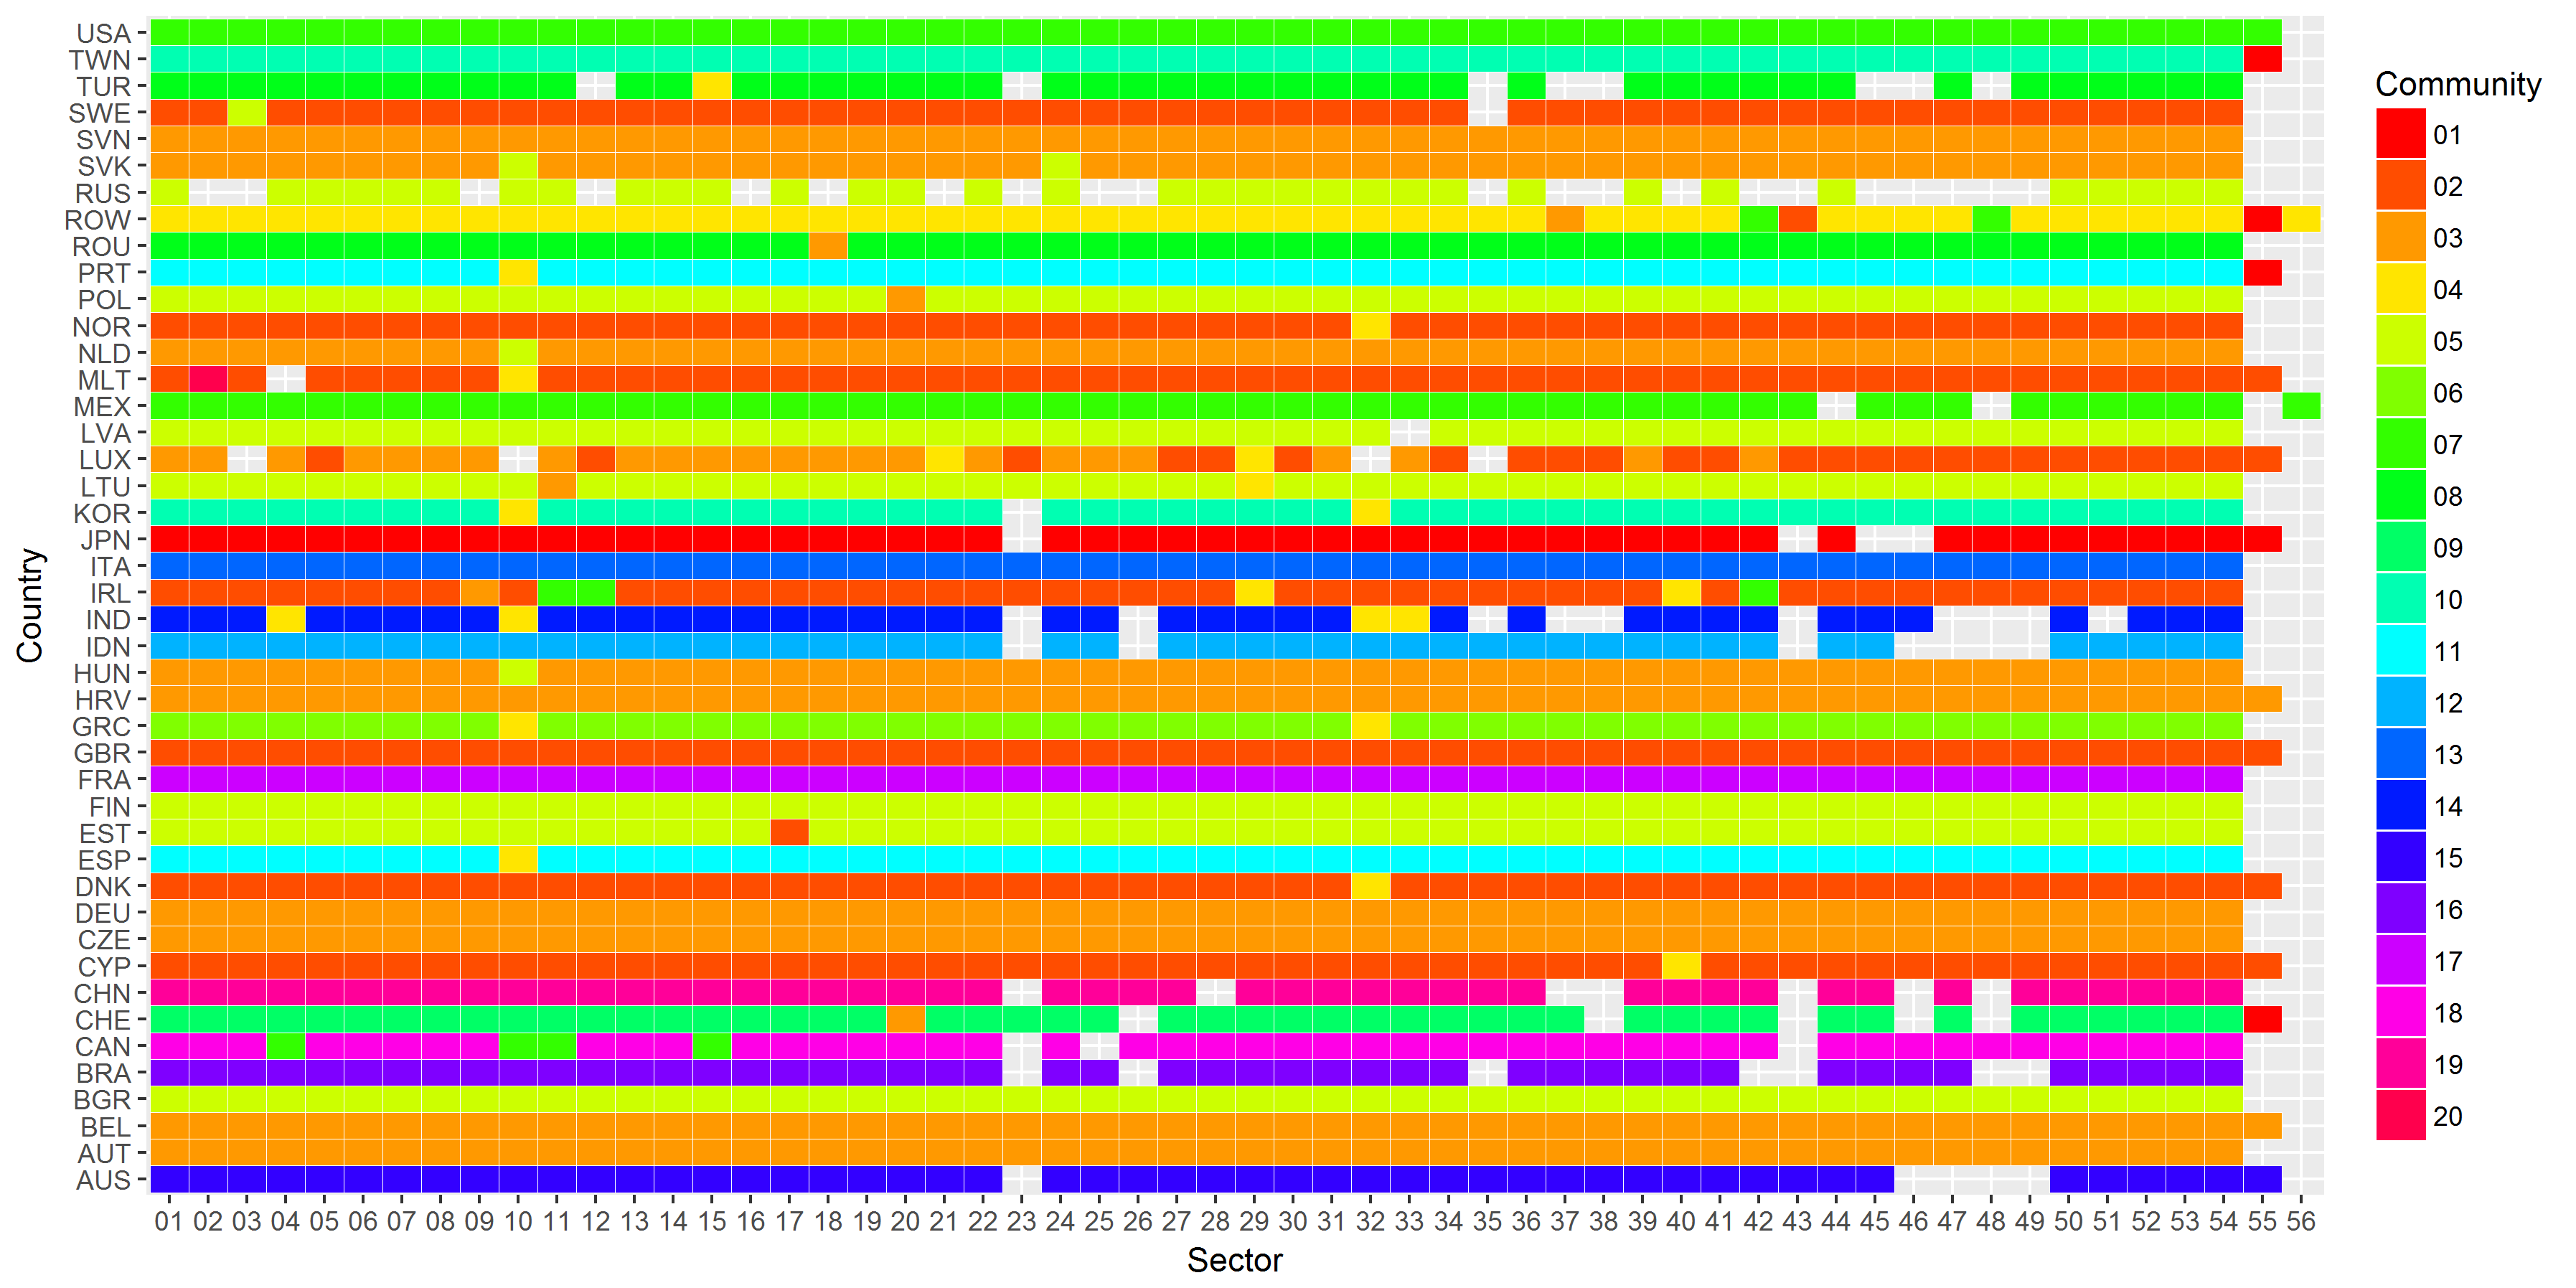 USA
TWN
TUR
SWE
SVN
SVK
RUS
ROW
ROU
PRT
POL
NOR
NLD
MLT
MEX
LVA
LUX
LTU
KOR
JPN
ITA
IRL
IND
IDN
HUN
HRV
GRC
GBR
FRA
FIN
EST
ESP
DNK
DEU
CZE
CYP
CHN
CHE
CAN
BRA
BGR
BEL
AUT
AUS
Country
01 02 03 04 05 06 07 08 09 10 11 12 13 14 15 16 17 18 19 20 21 22 23 24 25 26 27 28 29 30 31 32 33 34 35 36 37 38 39 40 41 42 43 44 45 46 47 48 49 50 51 52 53 54 55 56
Sector
Community
01
02
03
04
05
06
07
08
09
10
11
12
13
14
15
16
17
18
19
20